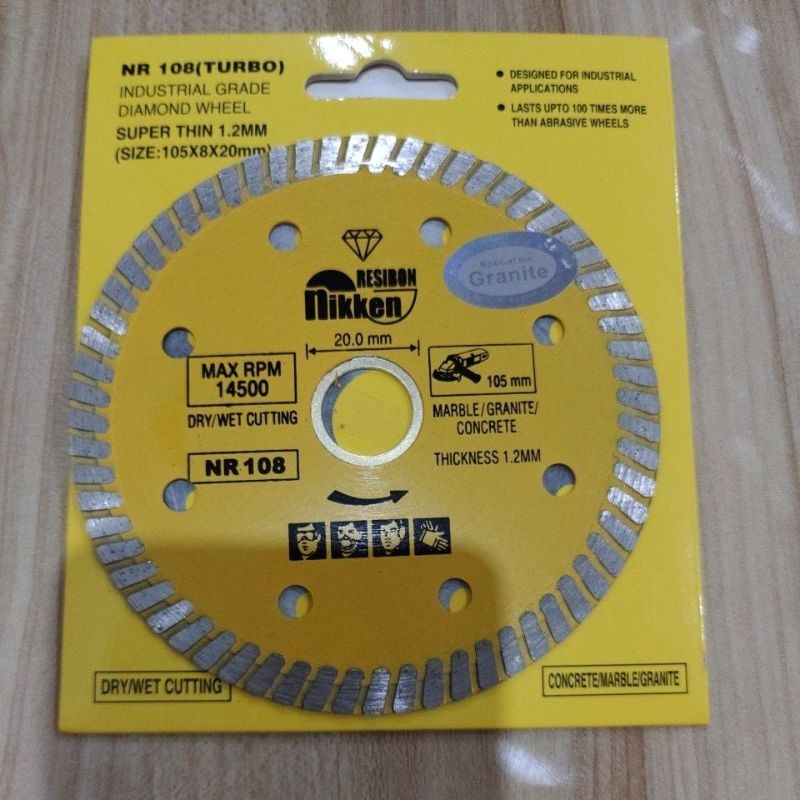 NR 108(TURBO)
INDUSTRIAL GRADE
DIAMOND WHEEL
SUPER THIN 1.2MM
(SIZE:105X8X20mm)
DESIGNED FOR INDUSTRIAL
APPLICATIONS
LASTS UPTO 100 TIMES MORE
THAN ABRASIVE WHEELS
RESIBON
nikken
Special for
Granite
20.0 mm
MAX RPM
14500
DRY/WET CUTTING
NR 108
105 mm
MARBLE/GRANITE/
CONCRETE
THICKNESS 1.2MM
DRY/WET CUTTING
CONCRETE/MARBLE/GRANITE